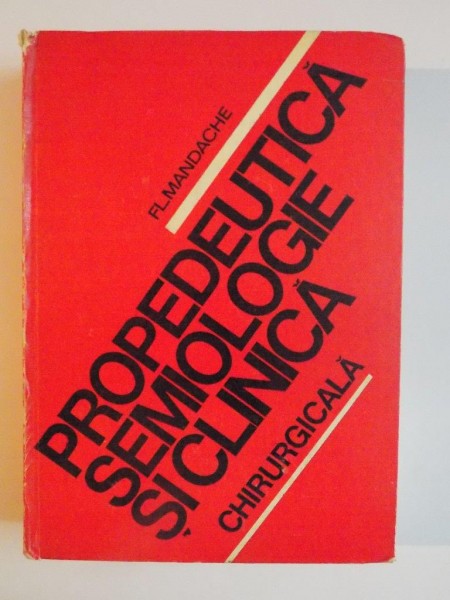 FL. MANDACHE
PROPEDEUTICĂ
SEMIOLOGIE
ȘI CLINICĂ
CHIRURGICALĂ